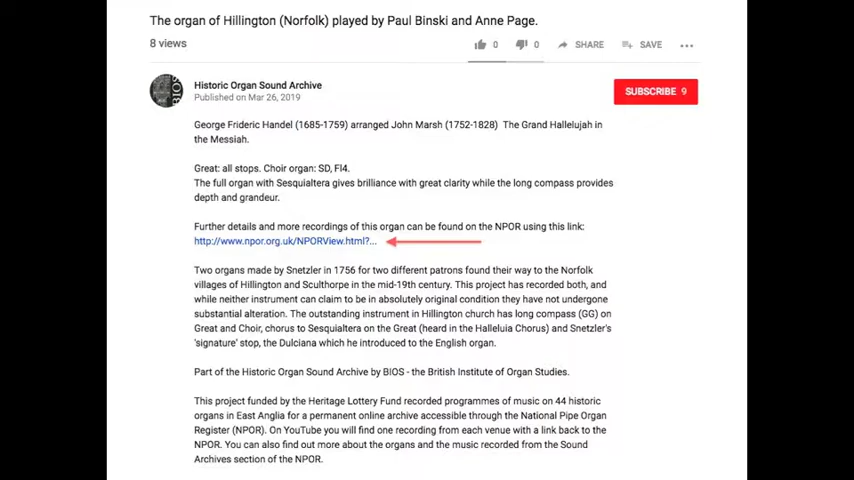 The organ of Hillington (Norfolk) played by Paul Binski and Anne Page.
8 views
0
0
SHARE
SAVE
BIOS
Historic Organ Sound Archive
Published on Mar 26, 2019
SUBSCRIBE 9
George Frideric Handel (1685-1759) arranged John Marsh (1752-1828)  The Grand Hallelujah in
the Messiah.
Great: all stops. Choir organ: SD, Fl4.
The full organ with Sesquialtera gives brilliance with great clarity while the long compass provides
depth and grandeur.
Further details and more recordings of this organ can be found on the NPOR using this link:
http://www.npor.org.uk/NPORView.html?...
Two organs made by Snetzler in 1756 for two different patrons found their way to the Norfolk
villages of Hillington and Sculthorpe in the mid-19th century. This project has recorded both, and
while neither instrument can claim to be in absolutely original condition they have not undergone
substantial alteration. The outstanding instrument in Hillington church has long compass (GG) on
Great and Choir, chorus to Sesquialtera on the Great (heard in the Halleluia Chorus) and Snetzler's
'signature' stop, the Dulciana which he introduced to the English organ.
Part of the Historic Organ Sound Archive by BIOS - the British Institute of Organ Studies.
This project funded by the Heritage Lottery Fund recorded programmes of music on 44 historic
organs in East Anglia for a permanent online archive accessible through the National Pipe Organ
Register (NPOR). On YouTube you will find one recording from each venue with a link back to the
NPOR. You can also find out more about the organs and the music recorded from the Sound
Archives section of the NPOR.